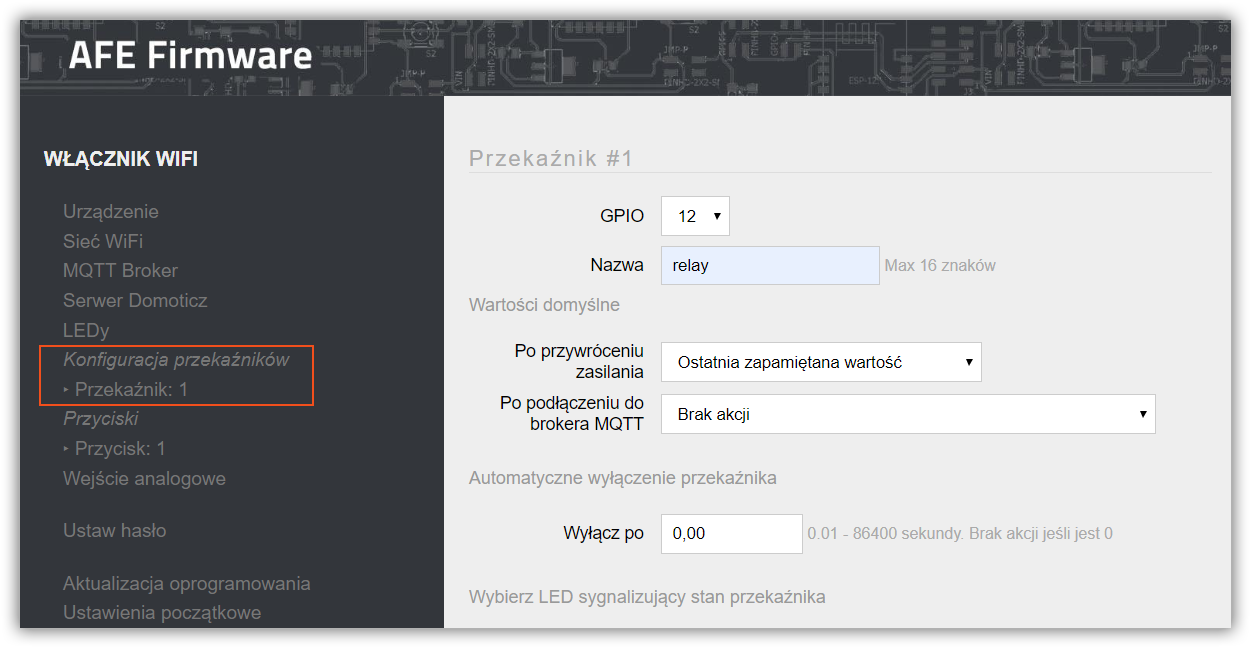 AFE Firmware
WŁĄCZNIK WIFI
Urządzenie
Sieć WiFi
MQTT Broker
Serwer Domoticz
LEDy
Konfiguracja przekaźników
‣ Przekaźnik: 1
Przyciski
‣ Przycisk: 1
Wejście analogowe
Ustaw hasło
Aktualizacja oprogramowania
Ustawienia początkowe
Przekaźnik #1
GPIO 12
Nazwa relay Max 16 znaków
Wartości domyślne
Po przywróceniu
zasilania
Ostatnia zapamiętana wartość
Po podłączeniu do
brokera MQTT
Brak akcji
Automatyczne wyłączenie przekaźnika
Wyłącz po 0,00 0.01 - 86400 sekundy. Brak akcji jeśli jest 0
Wybierz LED sygnalizujący stan przekaźnika